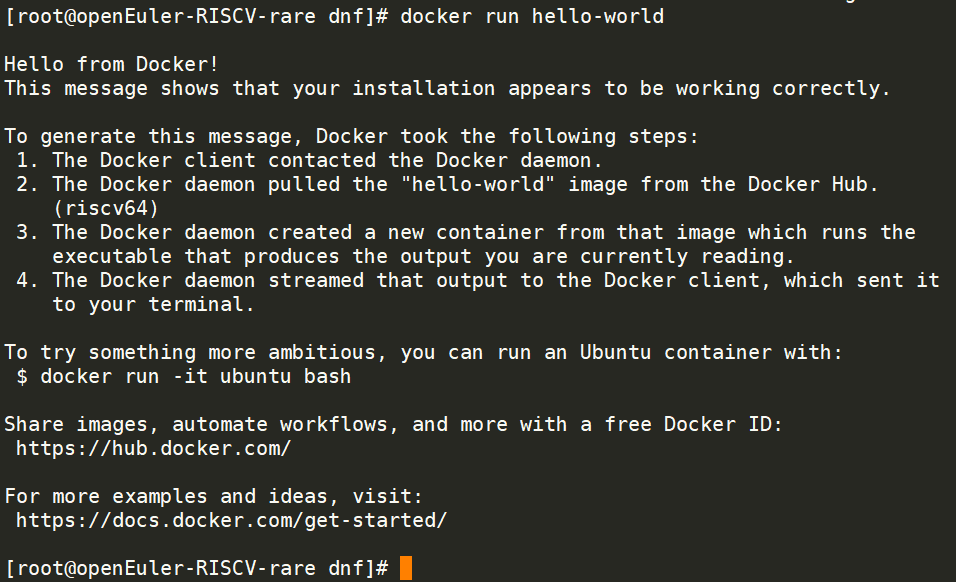 [root@openEuler-RISCV-rare dnf]# docker run hello-world
Hello from Docker!
This message shows that your installation appears to be working correctly.
To generate this message, Docker took the following steps:
 1. The Docker client contacted the Docker daemon.
 2. The Docker daemon pulled the "hello-world" image from the Docker Hub.
    (riscv64)
 3. The Docker daemon created a new container from that image which runs the
    executable that produces the output you are currently reading.
 4. The Docker daemon streamed that output to the Docker client, which sent it
    to your terminal.
To try something more ambitious, you can run an Ubuntu container with:
 $ docker run -it ubuntu bash
Share images, automate workflows, and more with a free Docker ID:
 https://hub.docker.com/
For more examples and ideas, visit:
 https://docs.docker.com/get-started/
[root@openEuler-RISCV-rare dnf]#